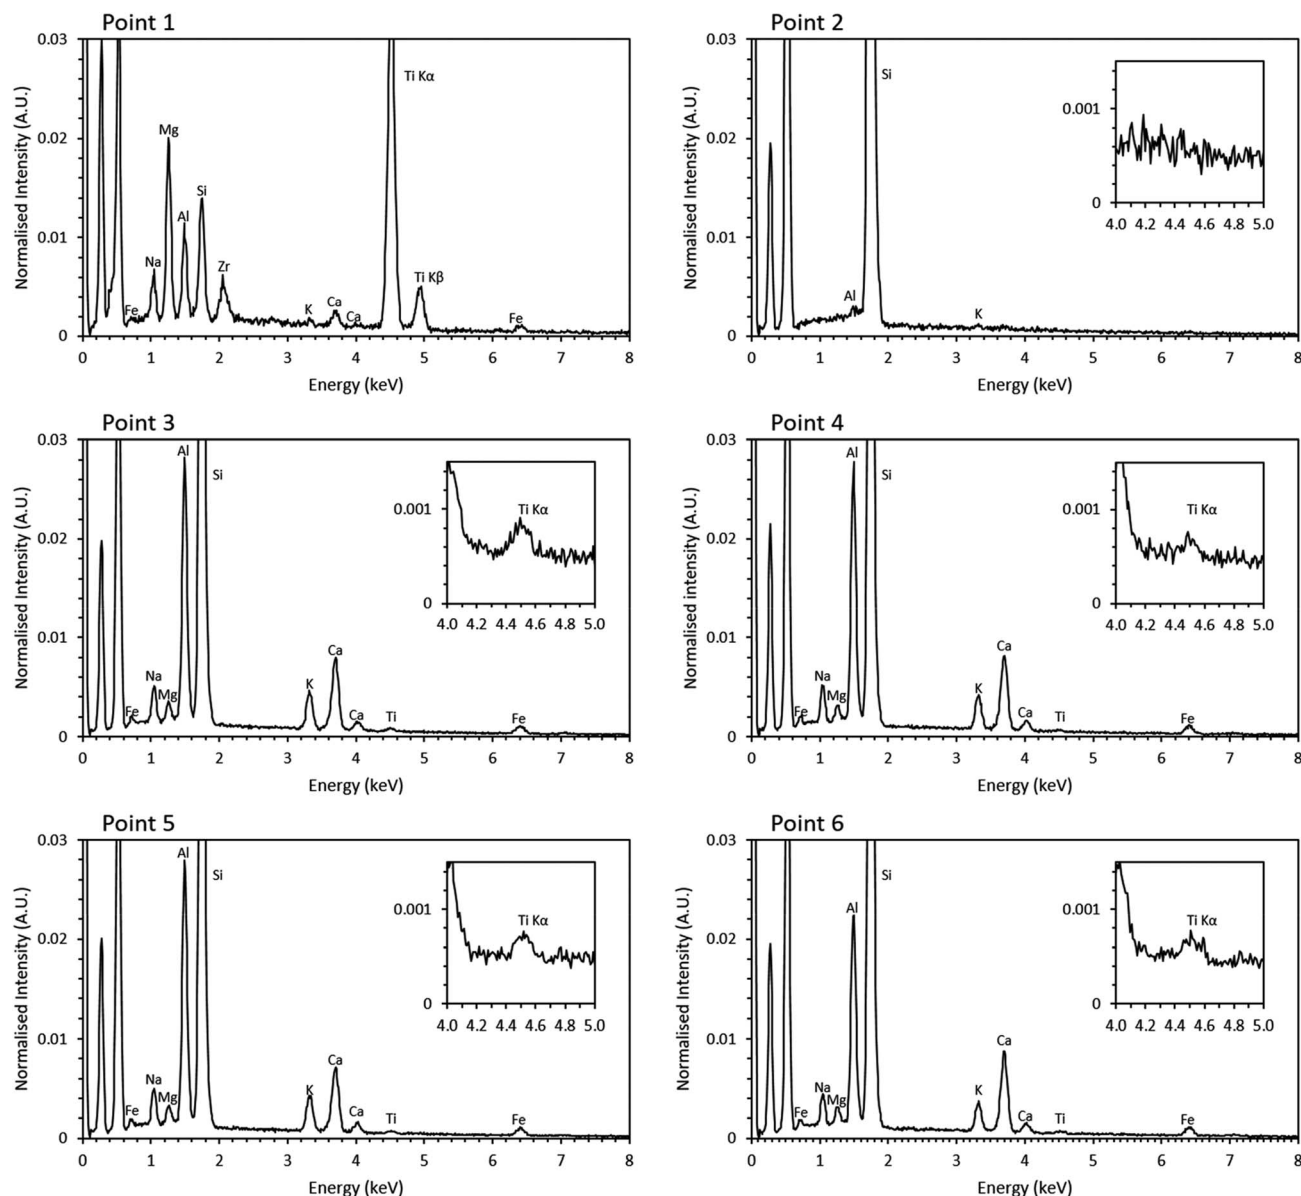 Point 1
0.03
0.02
0.01
0
Normalised Intensity (A.U.)
Fe
Na
Mg
Al
Si
Zr
K
Ca
Ca
Ti Kα
Ti Kβ
Fe
0 1 2 3 4 5 6 7 8
Energy (keV)
Point 2
0.03
0.02
0.01
0
Normalised Intensity (A.U.)
Al
Si
K
0.001
0
4.0 4.2 4.4 4.6 4.8 5.0
0 1 2 3 4 5 6 7 8
Energy (keV)
Point 3
0.03
0.02
0.01
0
Normalised Intensity (A.U.)
Fe
Na
Mg
Al
Si
K
Ca
Ca
Ti
Fe
Ti Kα
0.001
0
4.0 4.2 4.4 4.6 4.8 5.0
0 1 2 3 4 5 6 7 8
Energy (keV)
Point 4
0.03
0.02
0.01
0
Normalised intensity (A.U.)
Fe
Na
Mg
Al
Si
K
Ca
Ca
Ti
Fe
Ti Kα
0.001
0
4.0 4.2 4.4 4.6 4.8 5.0
0 1 2 3 4 5 6 7 8
Energy (keV)
Point 5
0.03
0.02
0.01
0
Normalised Intensity (A.U.)
Fe
Na
Mg
Al
Si
K
Ca
Ca
Ti
Fe
Ti Kα
0.001
0
4.0 4.2 4.4 4.6 4.8 5.0
0 1 2 3 4 5 6 7 8
Energy (keV)
Point 6
0.03
0.02
0.01
0
Normalised Intensity (A.U.)
Fe
Na
Mg
Al
Si
K
Ca
Ca
Ti
Fe
Ti Kα
0.001
0
4.0 4.2 4.4 4.6 4.8 5.0
0 1 2 3 4 5 6 7 8
Energy (keV)